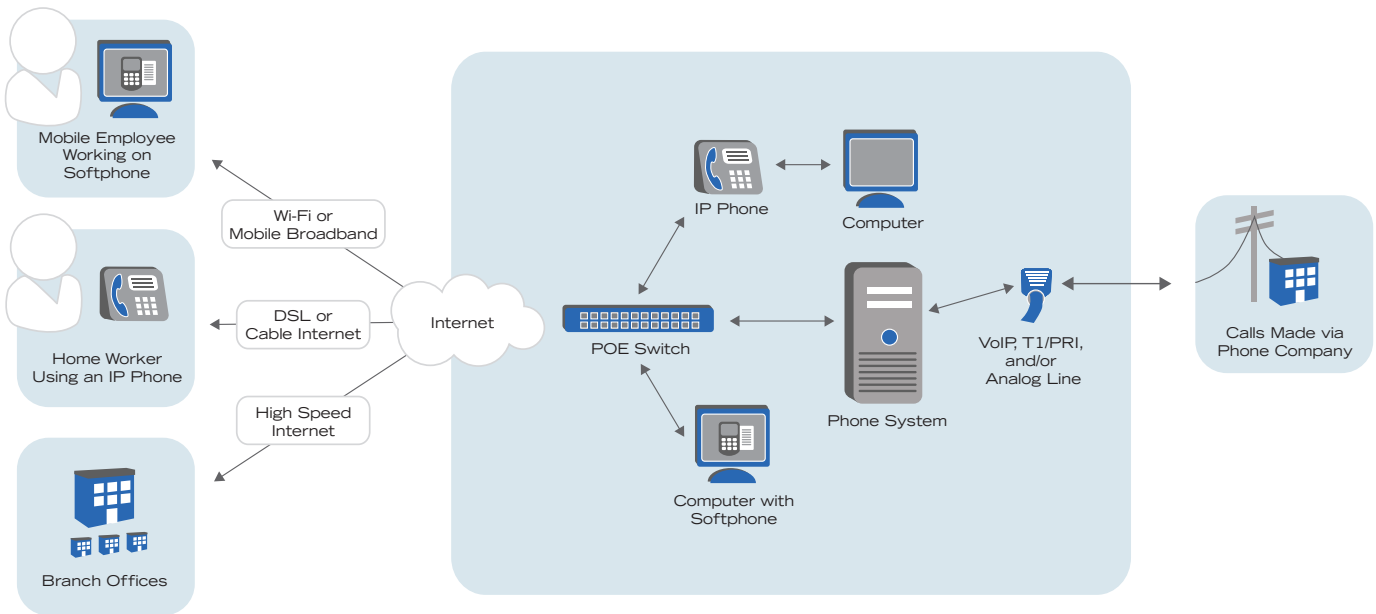 Mobile Employee
Working on
Softphone
Wi-Fi or
Mobile Broadband
Home Worker
Using an IP Phone
DSL or
Cable Internet
High Speed
Internet
Branch Offices
Internet
IP Phone
Computer
POE Switch
Phone System
Computer with
Softphone
VoIP, T1/PRI,
and/or
Analog Line
Calls Made via
Phone Company